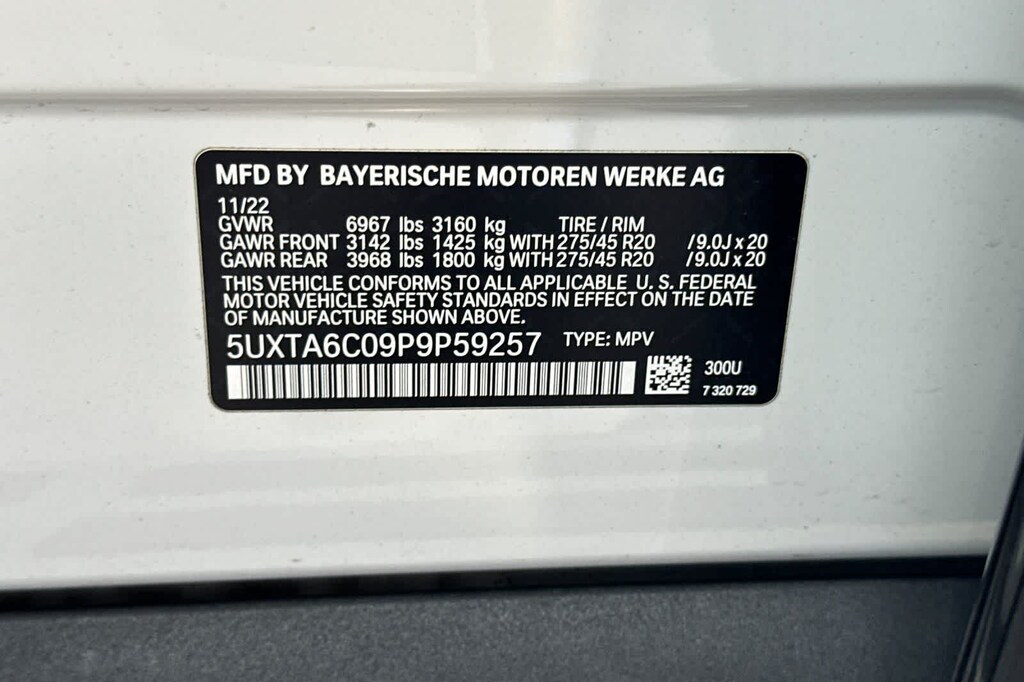 MFD BY BAYERISCHE MOTOREN WERKE AG
11/22
GVWR 6967 lbs 3160 kg TIRE / RIM
GAWR FRONT 3142 lbs 1425 kg WITH 275/45 R20 /9.0J x 20
GAWR REAR 3968 lbs 1800 kg WITH 275/45 R20 /9.0J x 20
THIS VEHICLE CONFORMS TO ALL APPLICABLE U. S. FEDERAL
MOTOR VEHICLE SAFETY STANDARDS IN EFFECT ON THE DATE
OF MANUFACTURE SHOWN ABOVE.
5UXTA6C09P9P59257 TYPE: MPV
300U
7 320 729